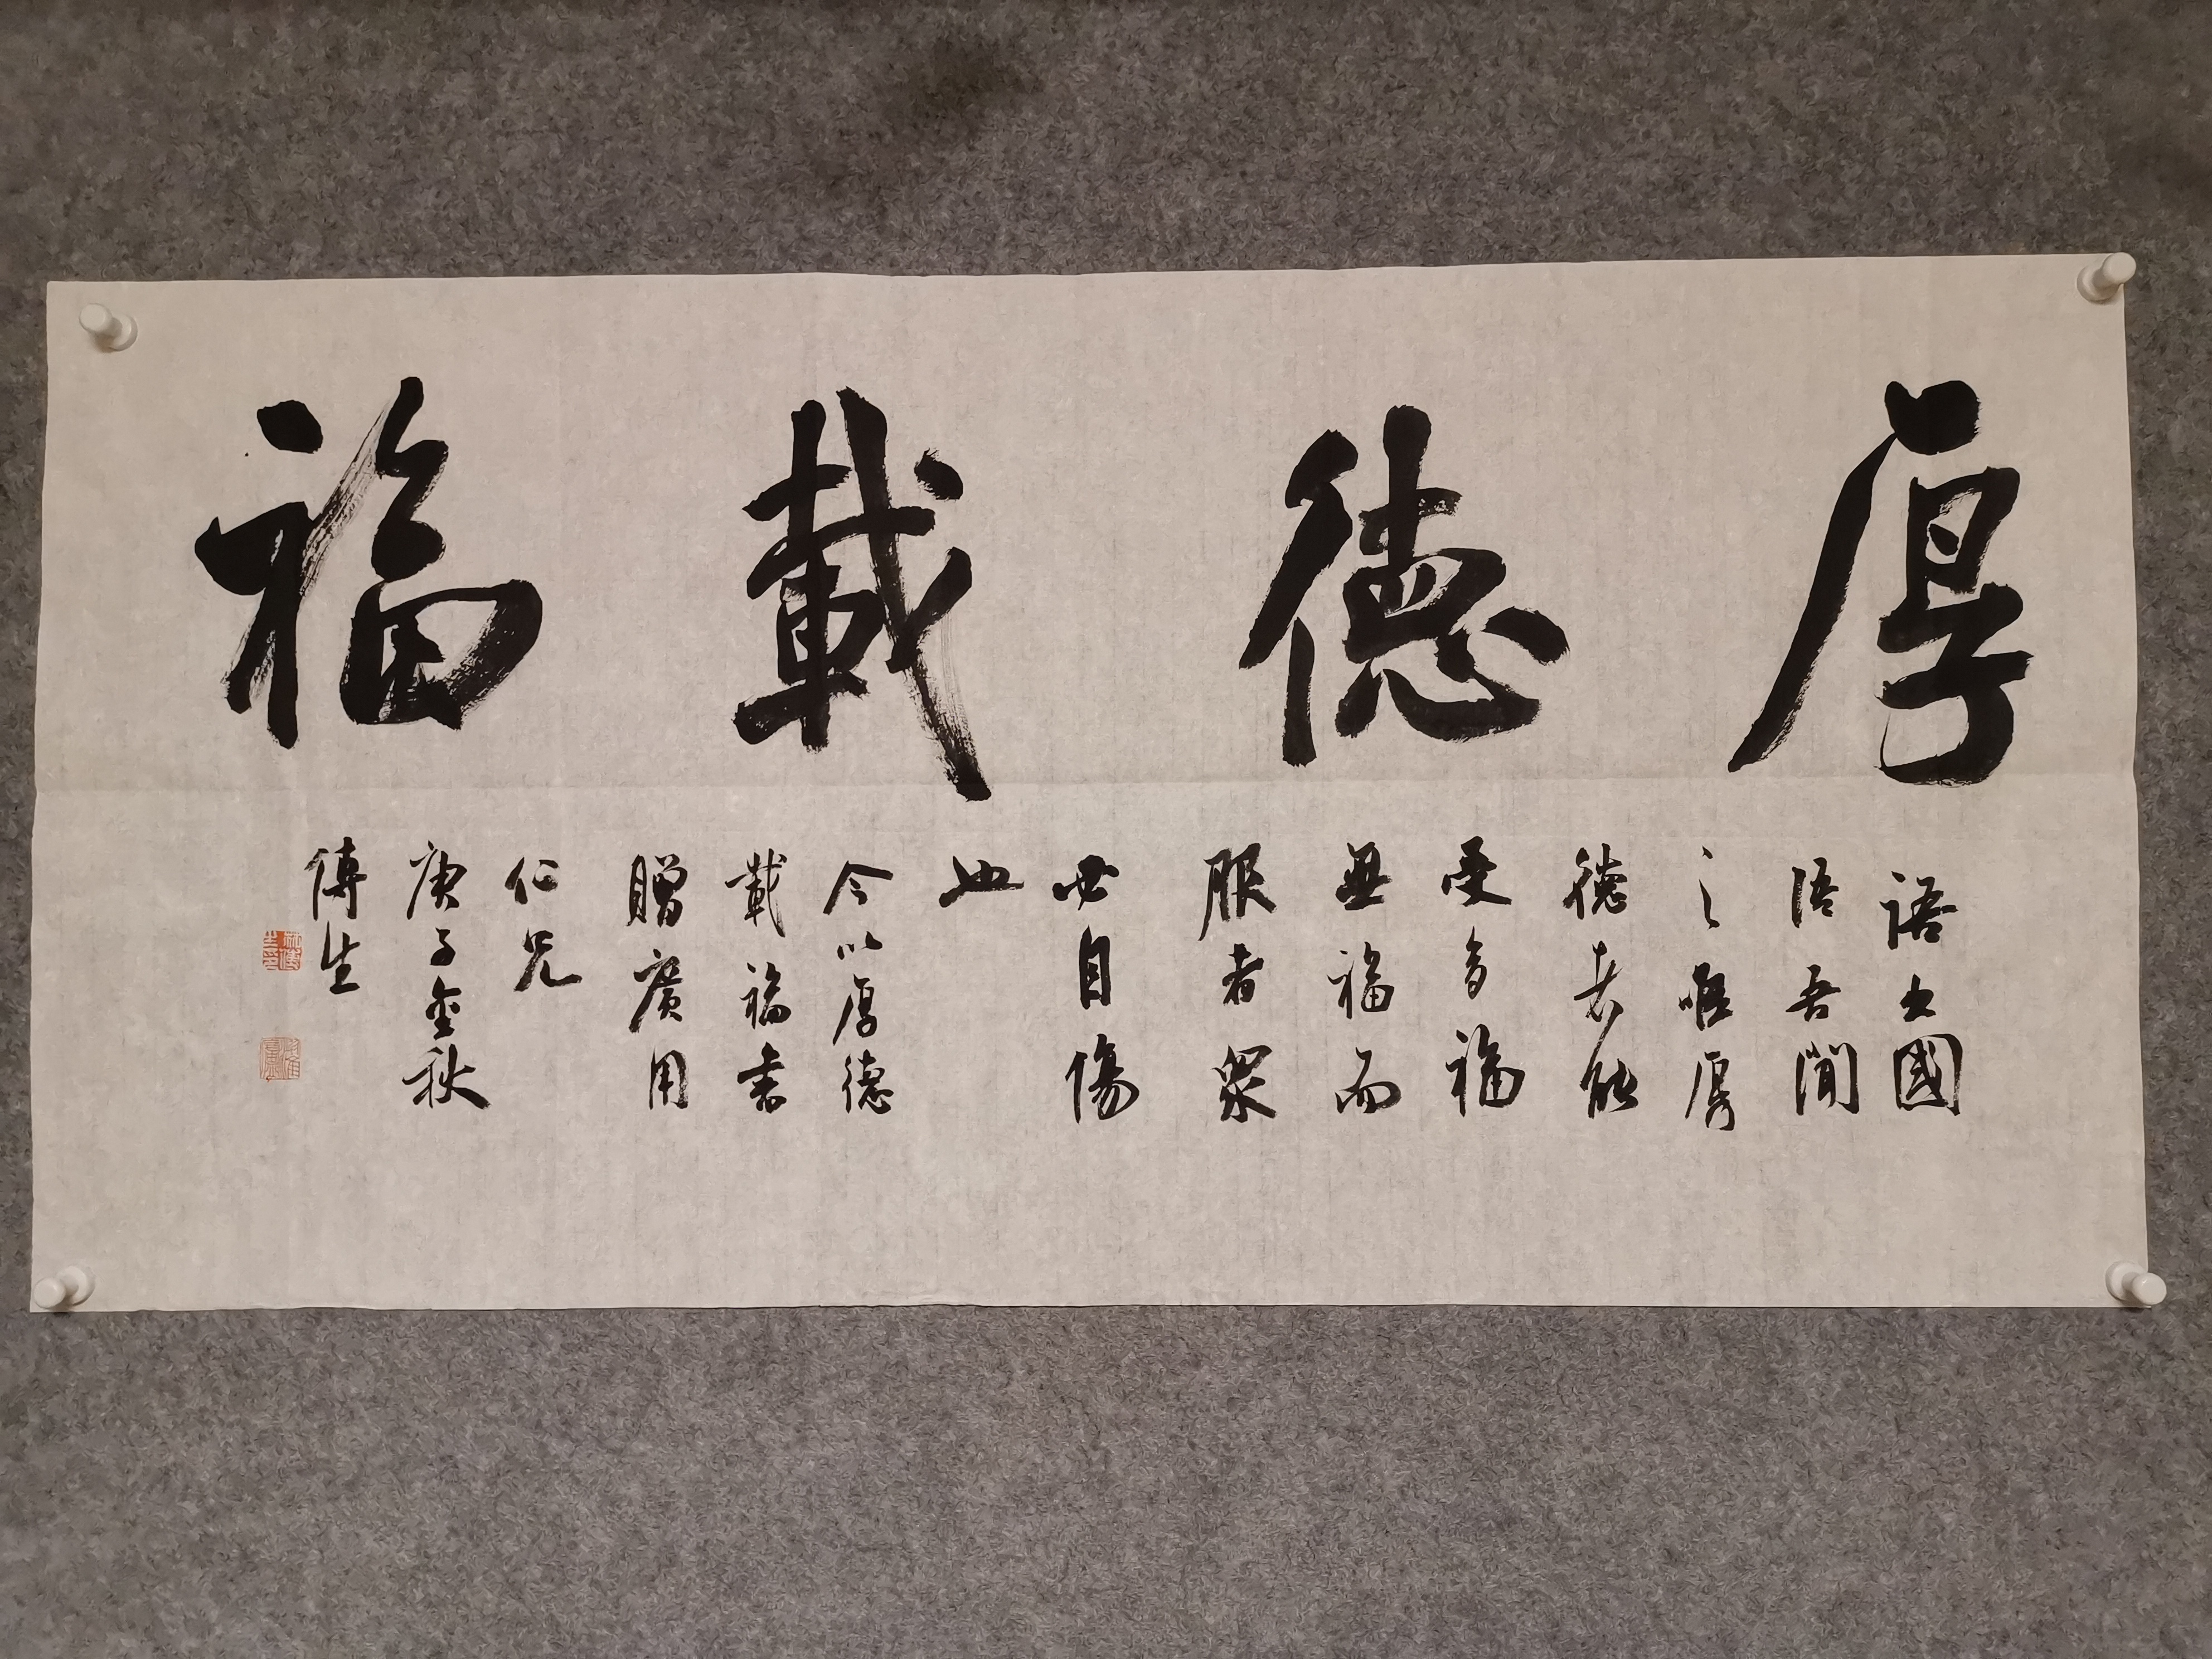 厚德載福
語出國
語吾聞
之唯厚
德者能
受多福
無福而
服者衆
必自傷
也
今以厚德
載福書
贈廣用
仁兄
庚子金秋
傳生